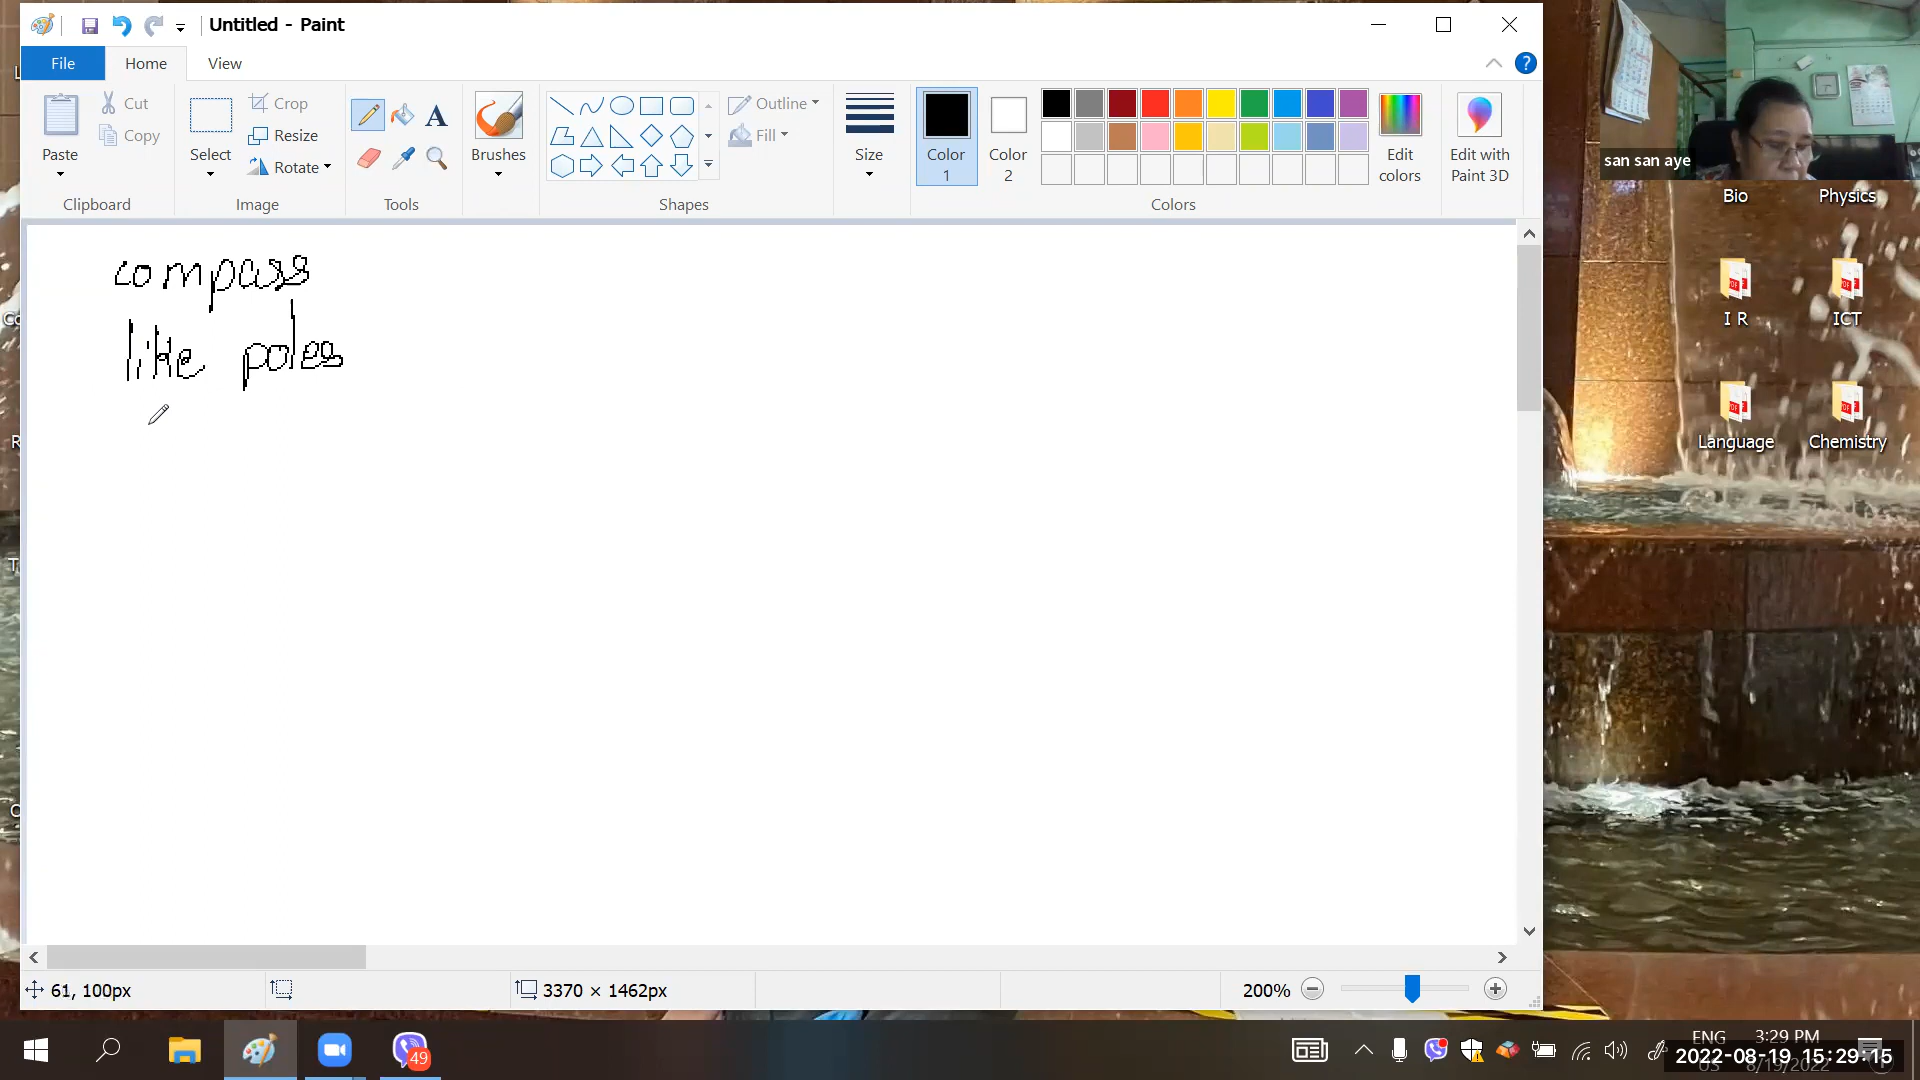 Untitled - Paint
File
Home
View
Cut
Copy
Paste
Clipboard
Crop
Resize
Rotate
Select
Image
Tools
Brushes
Outline
Fill
Shapes
Size
Color 1
Color 2
Edit colors
Edit with Paint 3D
Colors
san san aye
Bio
Physics
I R
ICT
Language
Chemistry
compass
like poles
61, 100px
3370 × 1462px
200%
49
ENG
3:29 PM
2022-08-19 15:29:15
8/19/2022